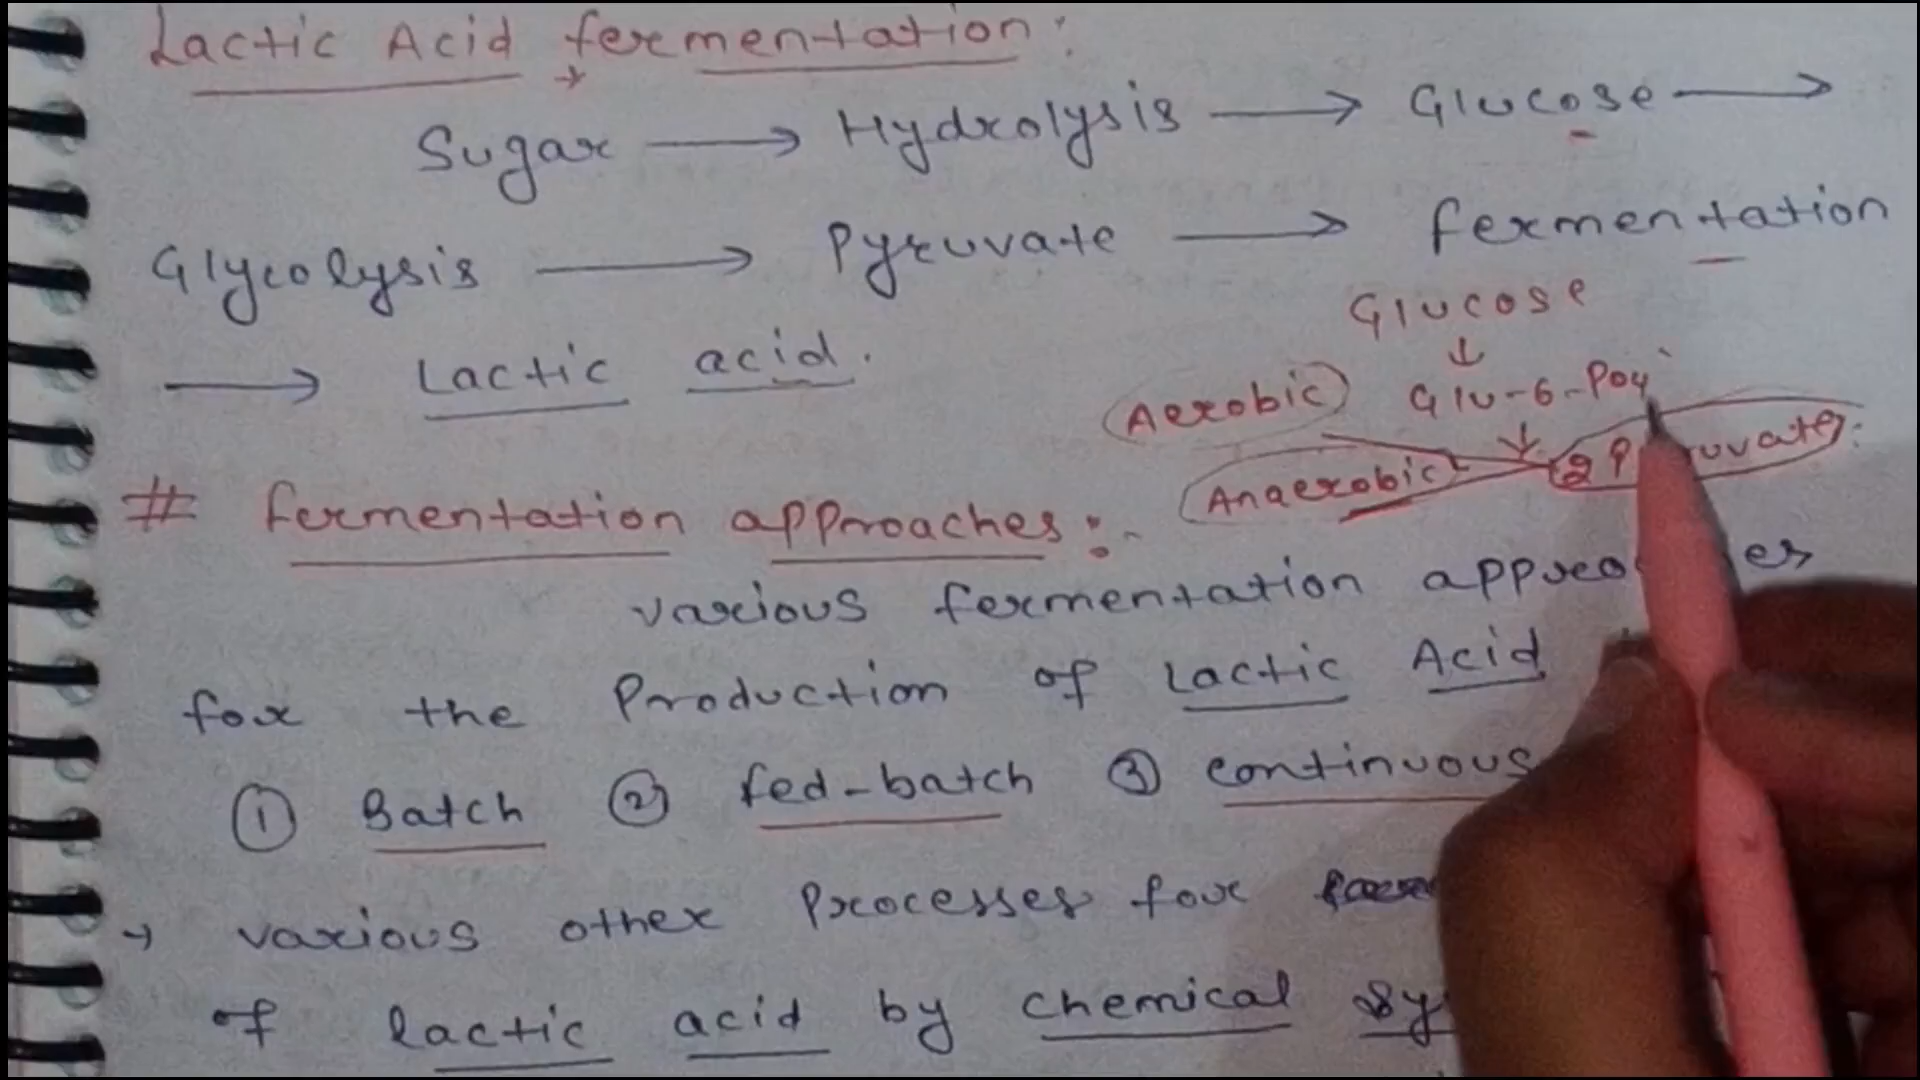 Lactic Acid fermentation:
Sugar → Hydrolysis → Glucose →
Glycolysis → Pyruvate → fermentation
Glucose
↓
→ Lactic acid.
Aerobic Glu-6-PO4
↓
Anaerobic 2
# fermentation approaches:-
various fermentation
for the Production of Lactic Acid
① Batch ② fed-batch ③ continuous
→ various other Processes for
of lactic acid by chemical